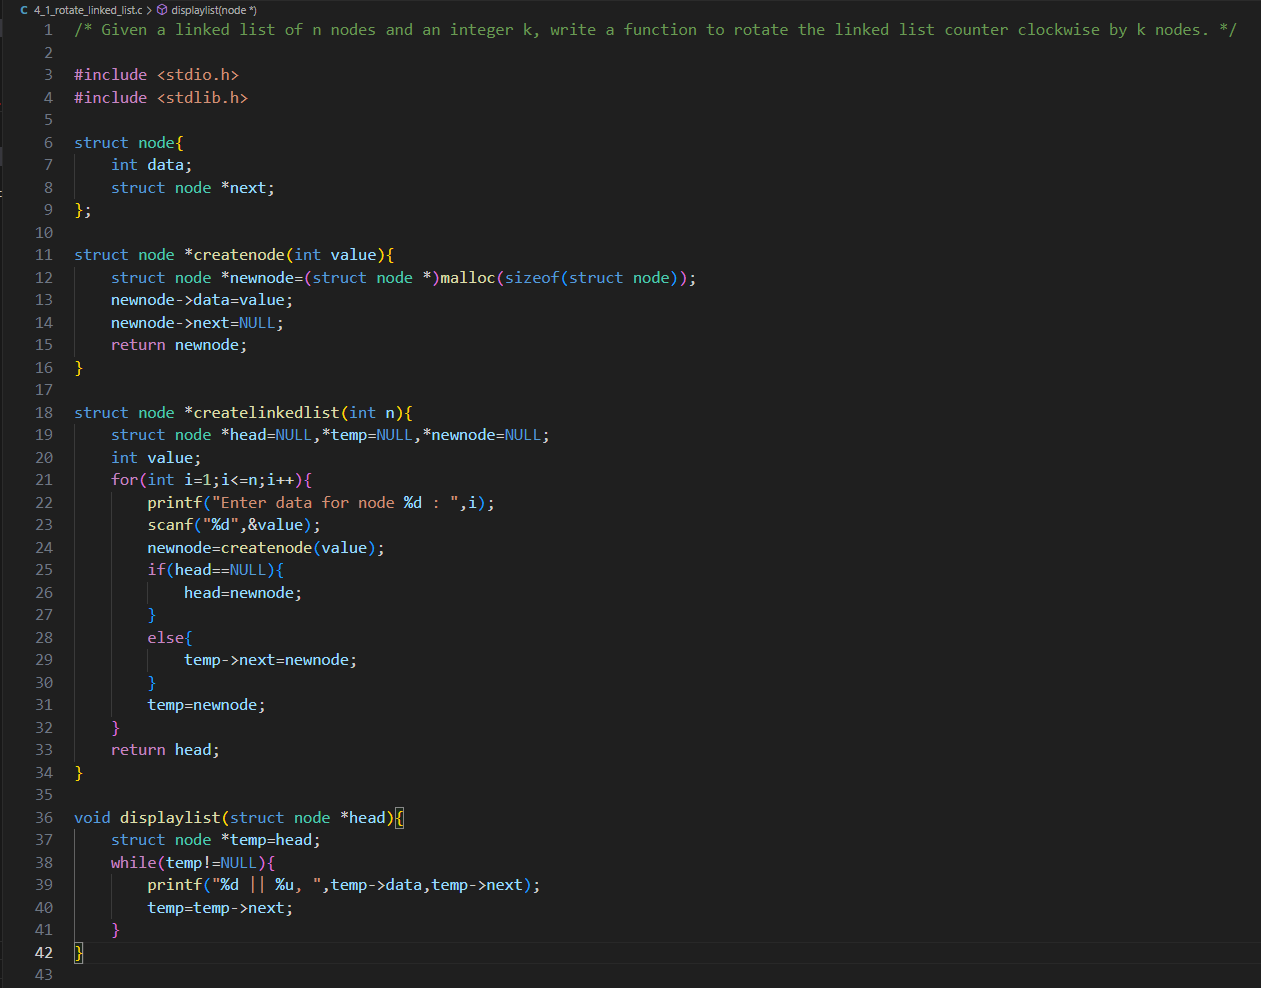 C 4_1_rotate_linked_list.c > displaylist(node *)
1 /* Given a linked list of n nodes and an integer k, write a function to rotate the linked list counter clockwise by k nodes. */
2
3 #include <stdio.h>
4 #include <stdlib.h>
5
6 struct node{
7     int data;
8     struct node *next;
9 };
10
11 struct node *createnode(int value){
12     struct node *newnode=(struct node *)malloc(sizeof(struct node));
13     newnode->data=value;
14     newnode->next=NULL;
15     return newnode;
16 }
17
18 struct node *createlinkedlist(int n){
19     struct node *head=NULL,*temp=NULL,*newnode=NULL;
20     int value;
21     for(int i=1;i<=n;i++){
22         printf("Enter data for node %d : ",i);
23         scanf("%d",&value);
24         newnode=createnode(value);
25         if(head==NULL){
26             head=newnode;
27         }
28         else{
29             temp->next=newnode;
30         }
31         temp=newnode;
32     }
33     return head;
34 }
35
36 void displaylist(struct node *head){
37     struct node *temp=head;
38     while(temp!=NULL){
39         printf("%d || %u, ",temp->data,temp->next);
40         temp=temp->next;
41     }
42 }
43